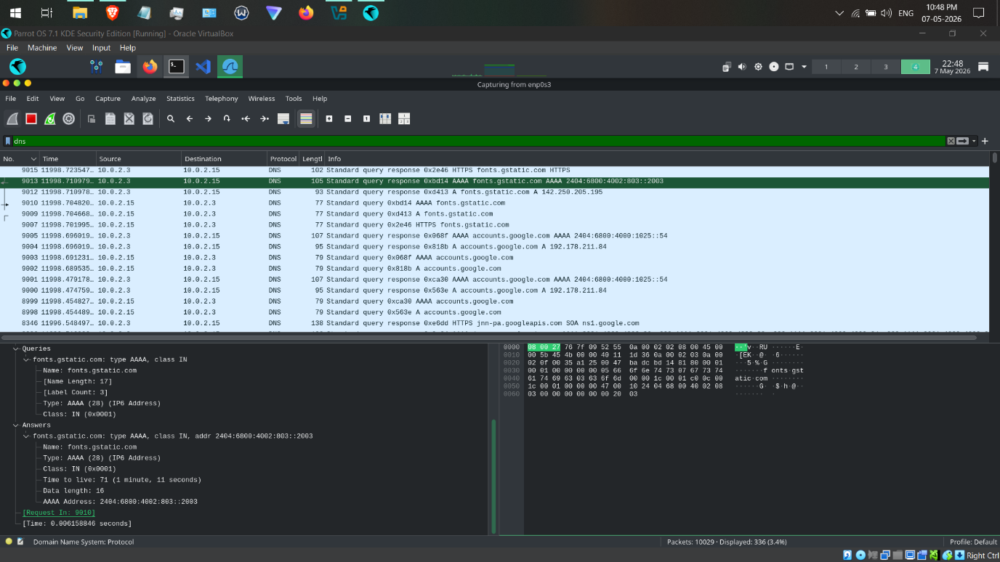 10:48 PM
ENG
07-05-2026
Parrot OS 7.1 KDE Security Edition [Running] - Oracle VirtualBox
File Machine View Input Help
1 2 3 4
22:48
7 May 2026
Capturing from enp0s3
File Edit View Go Capture Analyze Statistics Telephony Wireless Tools Help
dns
No. Time Source Destination Protocol Lengtl Info
9015 11998.723547… 10.0.2.3 10.0.2.15 DNS 102 Standard query response 0x2e46 HTTPS fonts.gstatic.com HTTPS
9013 11998.710979… 10.0.2.3 10.0.2.15 DNS 105 Standard query response 0xbd14 AAAA fonts.gstatic.com AAAA 2404:6800:4002:803::2003
9012 11998.710978… 10.0.2.3 10.0.2.15 DNS 93 Standard query response 0xd413 A fonts.gstatic.com A 142.250.205.195
9010 11998.704820… 10.0.2.15 10.0.2.3 DNS 77 Standard query 0xbd14 AAAA fonts.gstatic.com
9009 11998.704668… 10.0.2.15 10.0.2.3 DNS 77 Standard query 0xd413 A fonts.gstatic.com
9007 11998.701995… 10.0.2.15 10.0.2.3 DNS 77 Standard query 0x2e46 HTTPS fonts.gstatic.com
9005 11998.696019… 10.0.2.3 10.0.2.15 DNS 107 Standard query response 0x068f AAAA accounts.google.com AAAA 2404:6800:4000:1025::54
9004 11998.696019… 10.0.2.3 10.0.2.15 DNS 95 Standard query response 0x818b A accounts.google.com A 192.178.211.84
9003 11998.691231… 10.0.2.15 10.0.2.3 DNS 79 Standard query 0x068f AAAA accounts.google.com
9002 11998.689535… 10.0.2.15 10.0.2.3 DNS 79 Standard query 0x818b A accounts.google.com
9001 11998.479178… 10.0.2.3 10.0.2.15 DNS 107 Standard query response 0xca30 AAAA accounts.google.com AAAA 2404:6800:4000:1025::54
9000 11998.474759… 10.0.2.3 10.0.2.15 DNS 95 Standard query response 0x563e A accounts.google.com A 192.178.211.84
8999 11998.454827… 10.0.2.15 10.0.2.3 DNS 79 Standard query 0xca30 AAAA accounts.google.com
8998 11998.454489… 10.0.2.15 10.0.2.3 DNS 79 Standard query 0x563e A accounts.google.com
8346 11996.548497… 10.0.2.3 10.0.2.15 DNS 138 Standard query response 0xe6dd HTTPS jnn-pa.googleapis.com SOA ns1.google.com
Queries
fonts.gstatic.com: type AAAA, class IN
Name: fonts.gstatic.com
[Name Length: 17]
[Label Count: 3]
Type: AAAA (28) (IP6 Address)
Class: IN (0x0001)
Answers
fonts.gstatic.com: type AAAA, class IN, addr 2404:6800:4002:803::2003
Name: fonts.gstatic.com
Type: AAAA (28) (IP6 Address)
Class: IN (0x0001)
Time to live: 71 (1 minute, 11 seconds)
Data length: 16
AAAA Address: 2404:6800:4002:803::2003
[Request In: 9010]
[Time: 0.006158846 seconds]
0000 08 00 27 76 7f 09 52 55 0a 00 02 02 08 00 45 00 ··'v··RU ······E·
0010 00 5b 45 4b 00 00 40 11 1d 36 0a 00 02 03 0a 00 ·[EK··@· ·6······
0020 02 0f 00 35 a1 25 00 47 ba dc bd 14 81 80 00 01 ···5·%·G ········
0030 00 01 00 00 00 00 05 66 6f 6e 74 73 07 67 73 74 ·······f onts·gst
0040 61 74 69 63 03 63 6f 6d 00 00 1c 00 01 c0 0c 00 atic·com ········
0050 1c 00 01 00 00 00 47 00 10 24 04 68 00 40 02 08 ······G· ·$·h·@··
0060 03 00 00 00 00 00 00 20 03 ······· ·
Domain Name System: Protocol
Packets: 10029 · Displayed: 336 (3.4%)
Profile: Default
Right Ctrl